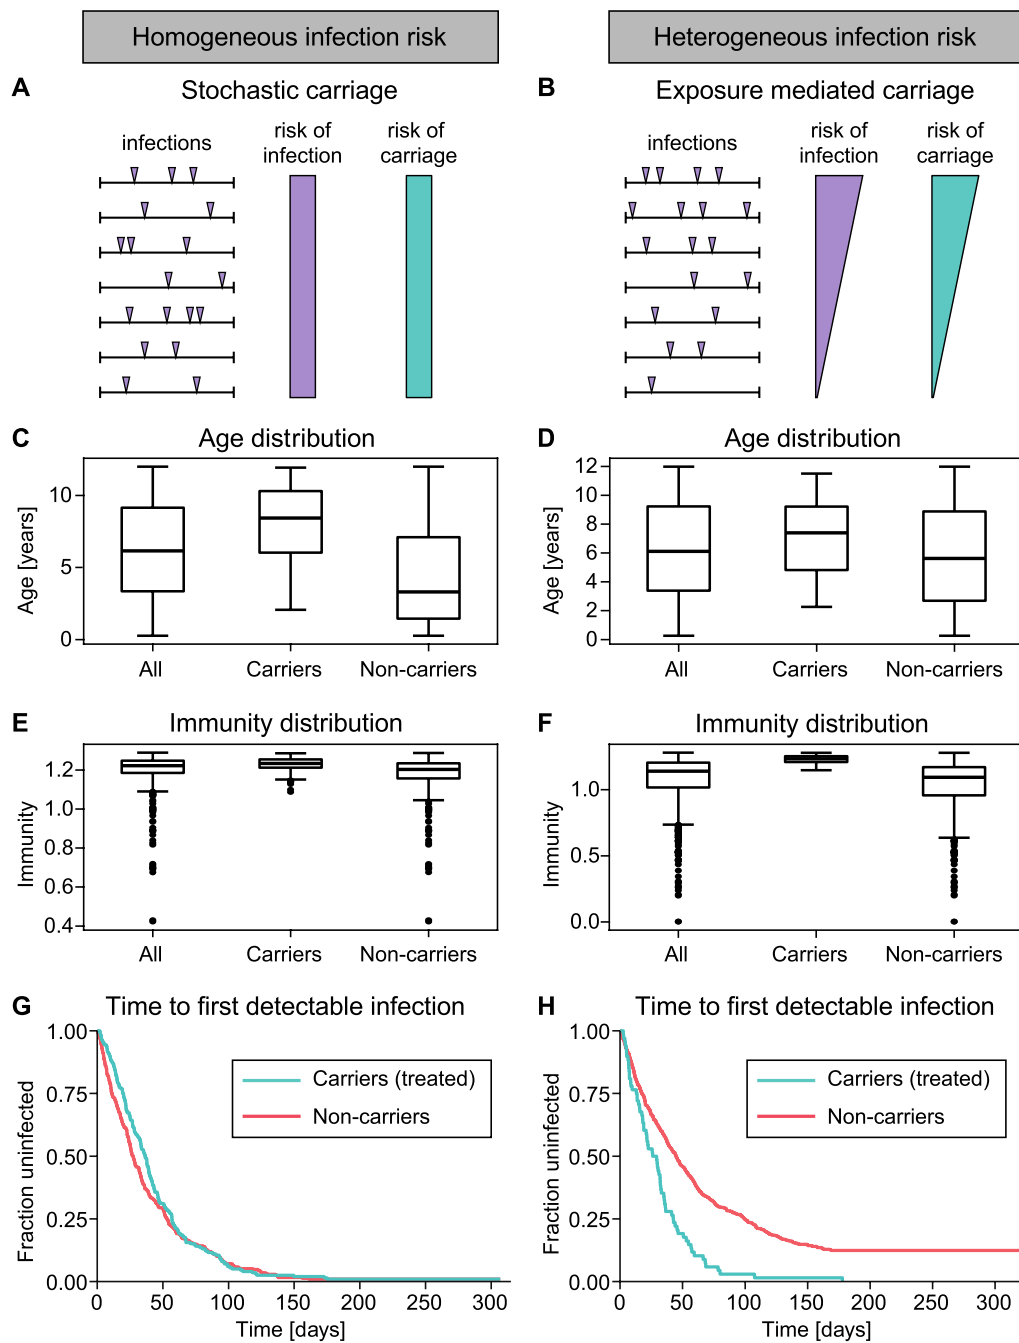 Homogeneous infection risk
Heterogeneous infection risk
A
Stochastic carriage
infections
risk of
infection
risk of
carriage
B
Exposure mediated carriage
infections
risk of
infection
risk of
carriage
C
Age distribution
Age [years]
10
5
0
All
Carriers
Non-carriers
D
Age distribution
Age [years]
12
10
8
6
4
2
0
All
Carriers
Non-carriers
E
Immunity distribution
Immunity
1.2
1.0
0.8
0.6
0.4
All
Carriers
Non-carriers
F
Immunity distribution
Immunity
1.0
0.5
0.0
All
Carriers
Non-carriers
G
Time to first detectable infection
Fraction uninfected
1.00
0.75
0.50
0.25
0.00
Carriers (treated)
Non-carriers
0 50 100 150 200 250 300
Time [days]
H
Time to first detectable infection
Fraction uninfected
1.00
0.75
0.50
0.25
0.00
Carriers (treated)
Non-carriers
0 50 100 150 200 250 300
Time [days]